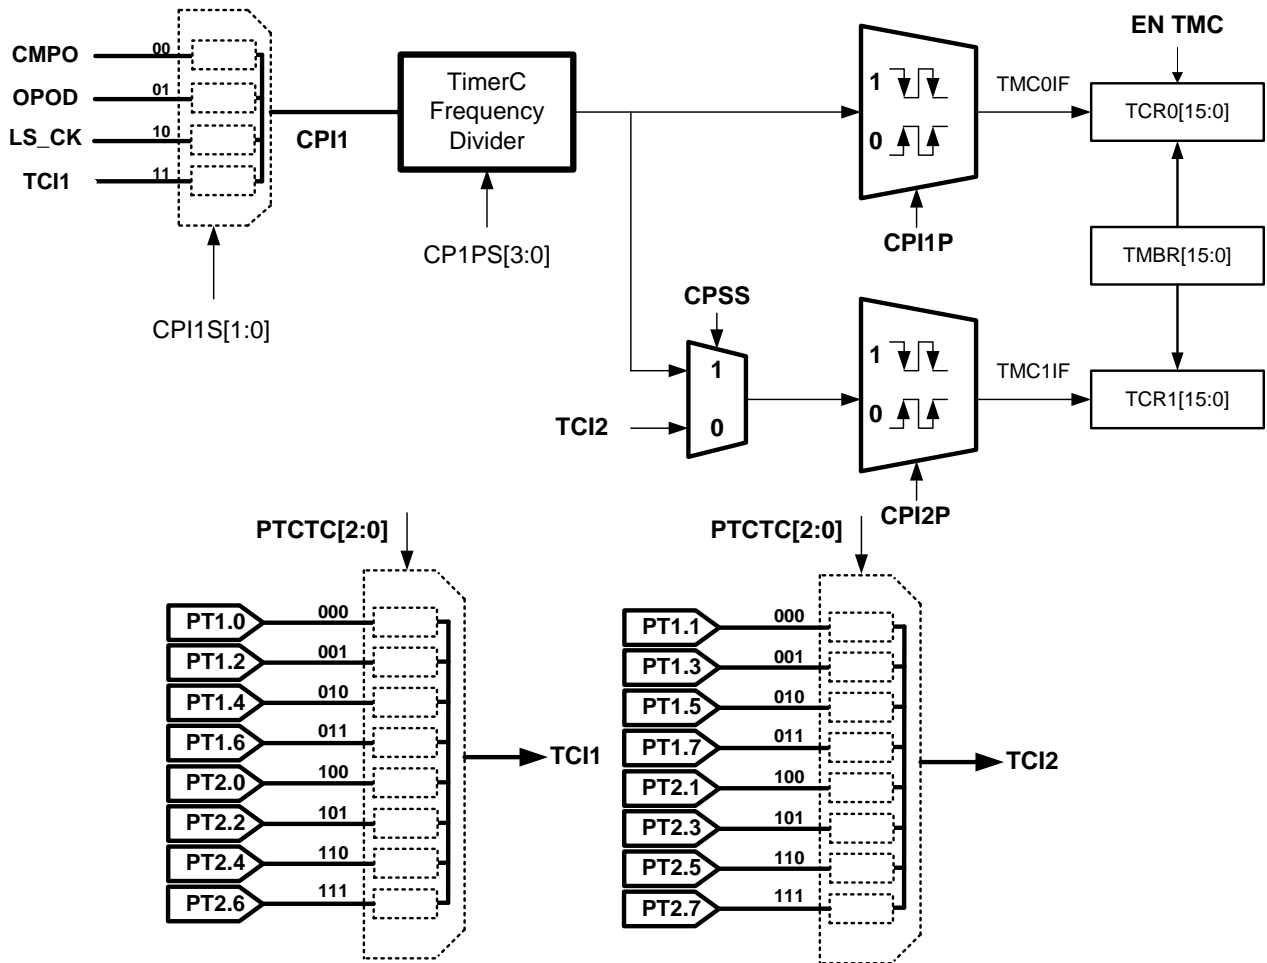 EN TMC
CMPO 00
OPOD 01
LS_CK 10
TCI1 11
CPI1
TimerC
Frequency
Divider
1
0
TMC0IF
TCR0[15:0]
CPI1P
CP1PS[3:0]
CPI1S[1:0]
TMBR[15:0]
CPSS
1
0
TCI2
1
0
TMC1IF
TCR1[15:0]
CPI2P
PTCTC[2:0]
PT1.0 000
PT1.2 001
PT1.4 010
PT1.6 011
PT2.0 100
PT2.2 101
PT2.4 110
PT2.6 111
TCI1
PTCTC[2:0]
PT1.1 000
PT1.3 001
PT1.5 010
PT1.7 011
PT2.1 100
PT2.3 101
PT2.5 110
PT2.7 111
TCI2